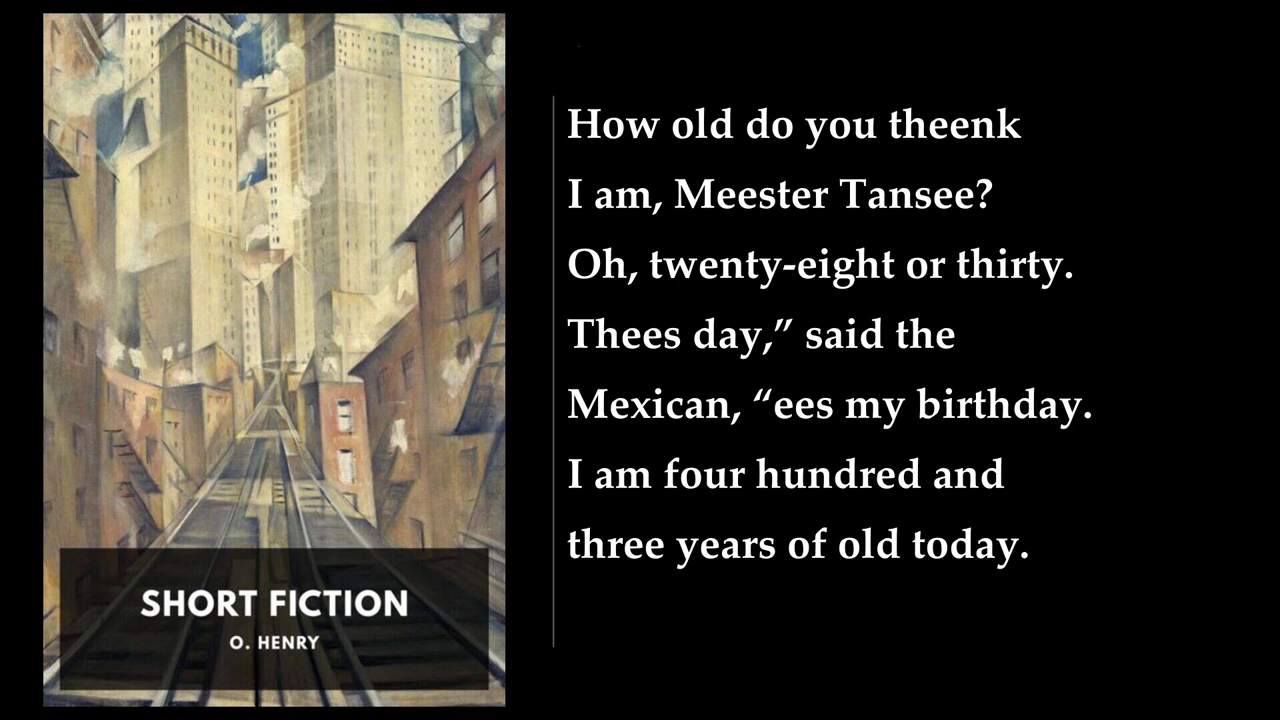 SHORT FICTION
O. HENRY
How old do you theenk
I am, Meester Tansee?
Oh, twenty-eight or thirty.
Thees day,” said the
Mexican, “ees my birthday.
I am four hundred and
three years of old today.